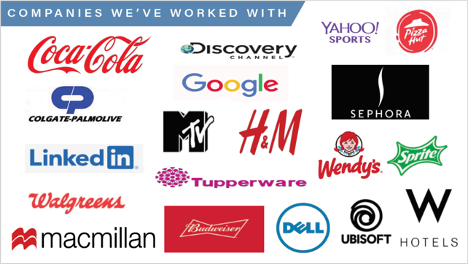 COMPANIES WE'VE WORKED WITH
Coca-Cola
Discovery
CHANNEL
YAHOO!
SPORTS
Pizza
Hut
Google
CP
COLGATE-PALMOLIVE
MTV
H&M
SEPHORA
Linked in
Wendy's
Sprite
Tupperware
Walgreens
macmillan
Budweiser
DELL
UBISOFT
W
HOTELS